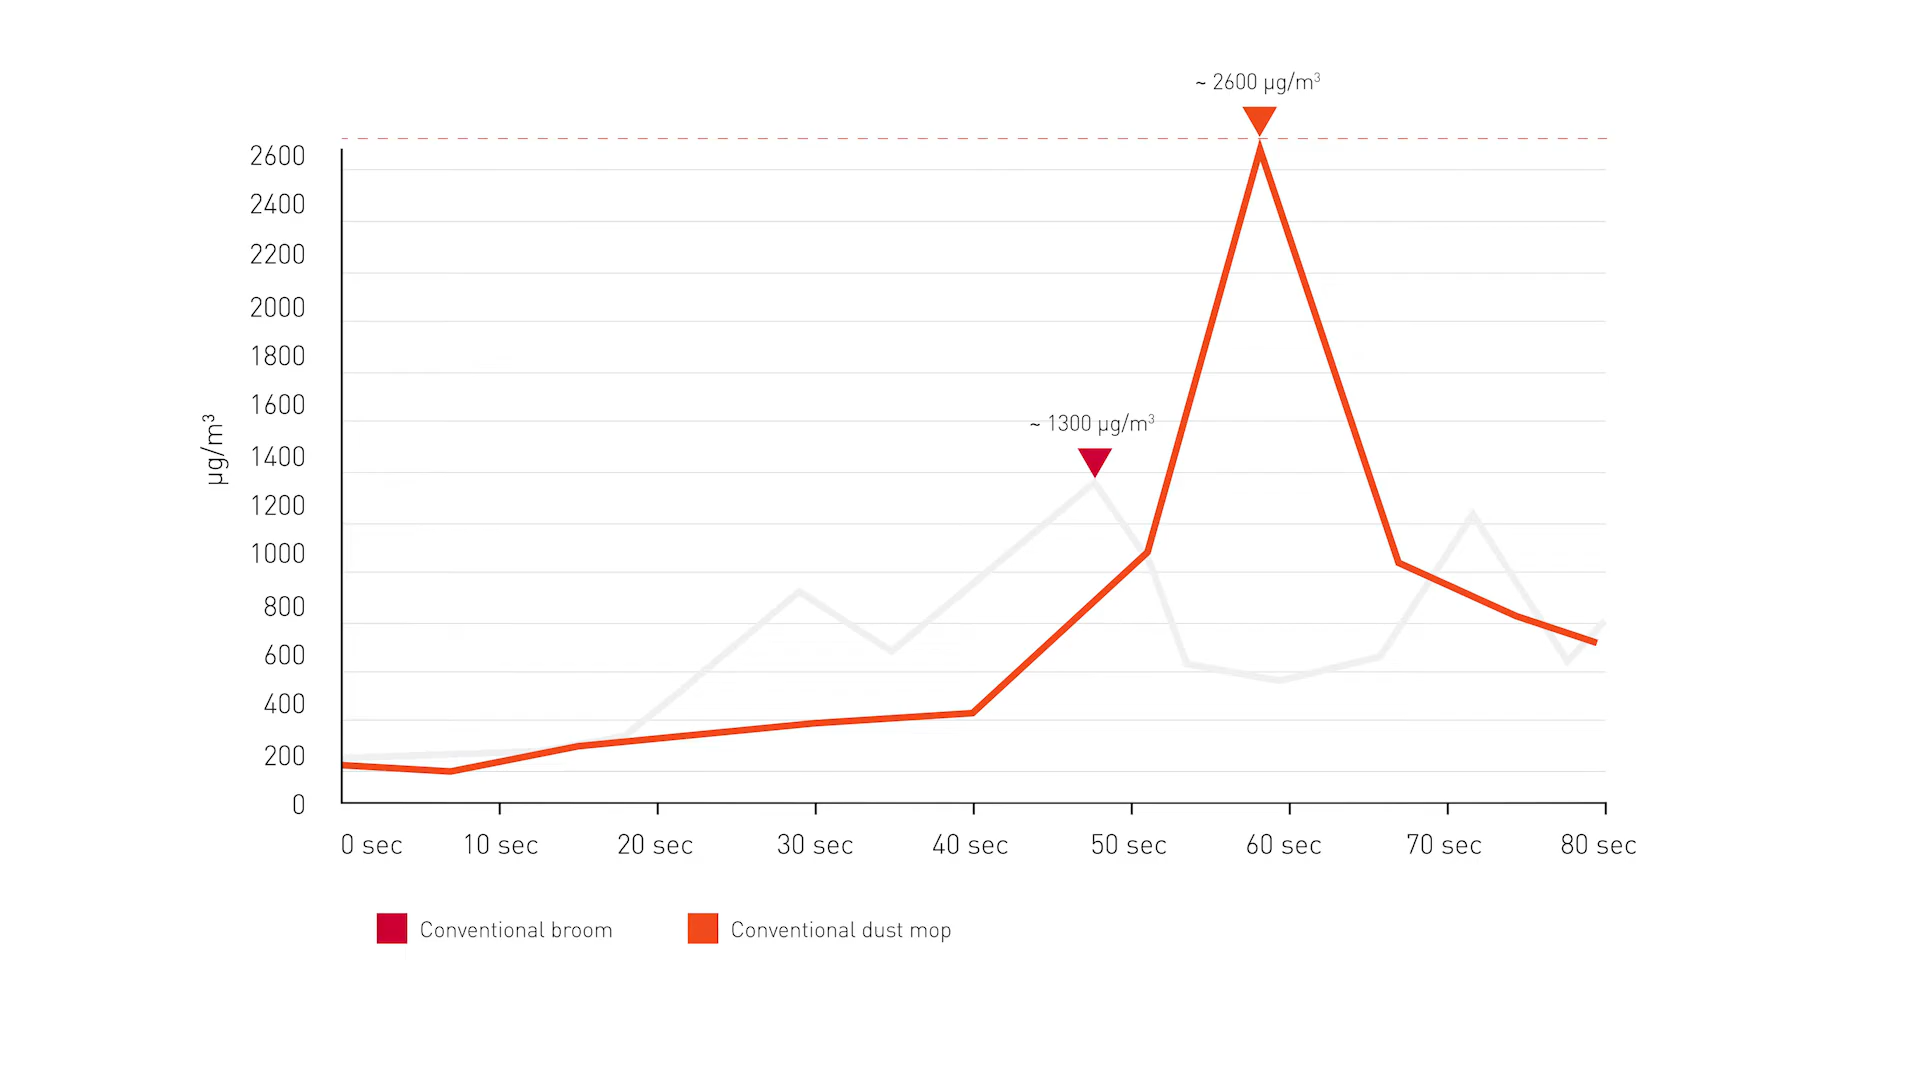 ~ 2600 µg/m³
2600
2400
2200
2000
1800
1600
~ 1300 µg/m³
µg/m³
1400
1200
1000
800
600
400
200
0
0 sec 10 sec 20 sec 30 sec 40 sec 50 sec 60 sec 70 sec 80 sec
Conventional broom Conventional dust mop